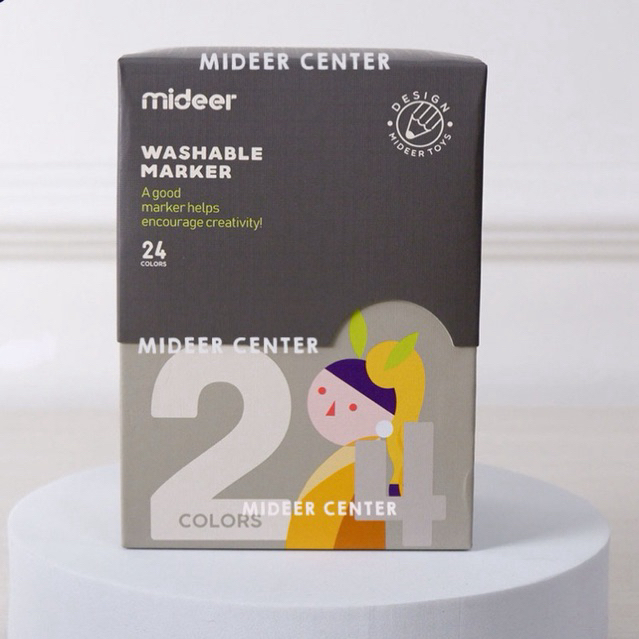 MIDEER CENTER
mideer
DESIGN
MIDEER TOYS
WASHABLE
MARKER
A good
marker helps
encourage creativity!
24
COLORS
MIDEER CENTER
24
MIDEER CENTER
COLORS